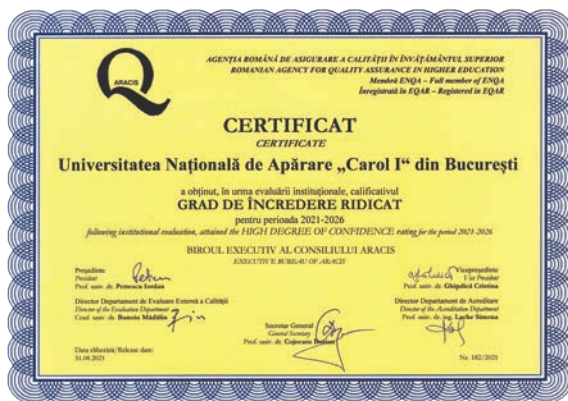 ARACIS
AGENȚIA ROMÂNĂ DE ASIGURARE A CALITĂȚII ÎN ÎNVĂȚĂMÂNTUL SUPERIOR
ROMANIAN AGENCY FOR QUALITY ASSURANCE IN HIGHER EDUCATION
Membră ENQA – Full member of ENQA
Înregistrată în EQAR – Registered in EQAR
CERTIFICAT
CERTIFICATE
Universitatea Națională de Apărare „Carol I“ din București
a obținut, în urma evaluării instituționale, calificativul
GRAD DE ÎNCREDERE RIDICAT
pentru perioada 2021-2026
following institutional evaluation, attained the HIGH DEGREE OF CONFIDENCE rating for the period 2021-2026
BIROUL EXECUTIV AL CONSILIULUI ARACIS
EXECUTIVE BUREAU OF ARACIS
Președinte
President
Prof. univ. dr. Petrescu Iordan
Vicepreședinte
Vice President
Prof. univ. dr. Ghițulică Cristina
Director Departament de Evaluare Externă a Calității
Director of the Evaluation Department
Conf. univ. dr. Bunoiu Mădălin
Director Departament de Acreditare
Director of the Accreditation Department
Prof. univ. dr. ing. Lache Simona
Secretar General
General Secretary
Prof. univ. dr. Cojocaru
Data eliberării/Release date:
31.08.2021
Nr. 182/2021